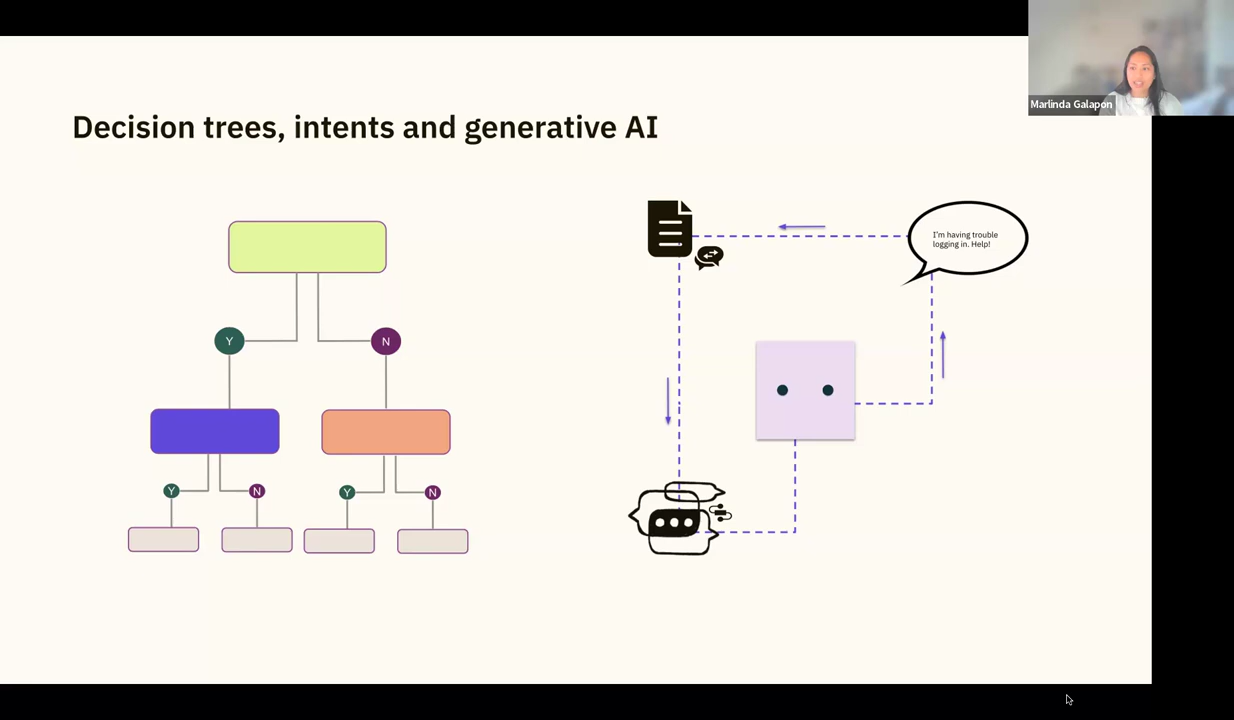 Marlinda Galapon
Decision trees, intents and generative AI
I'm having trouble
logging in. Help!
Y
N
Y
N
Y
N